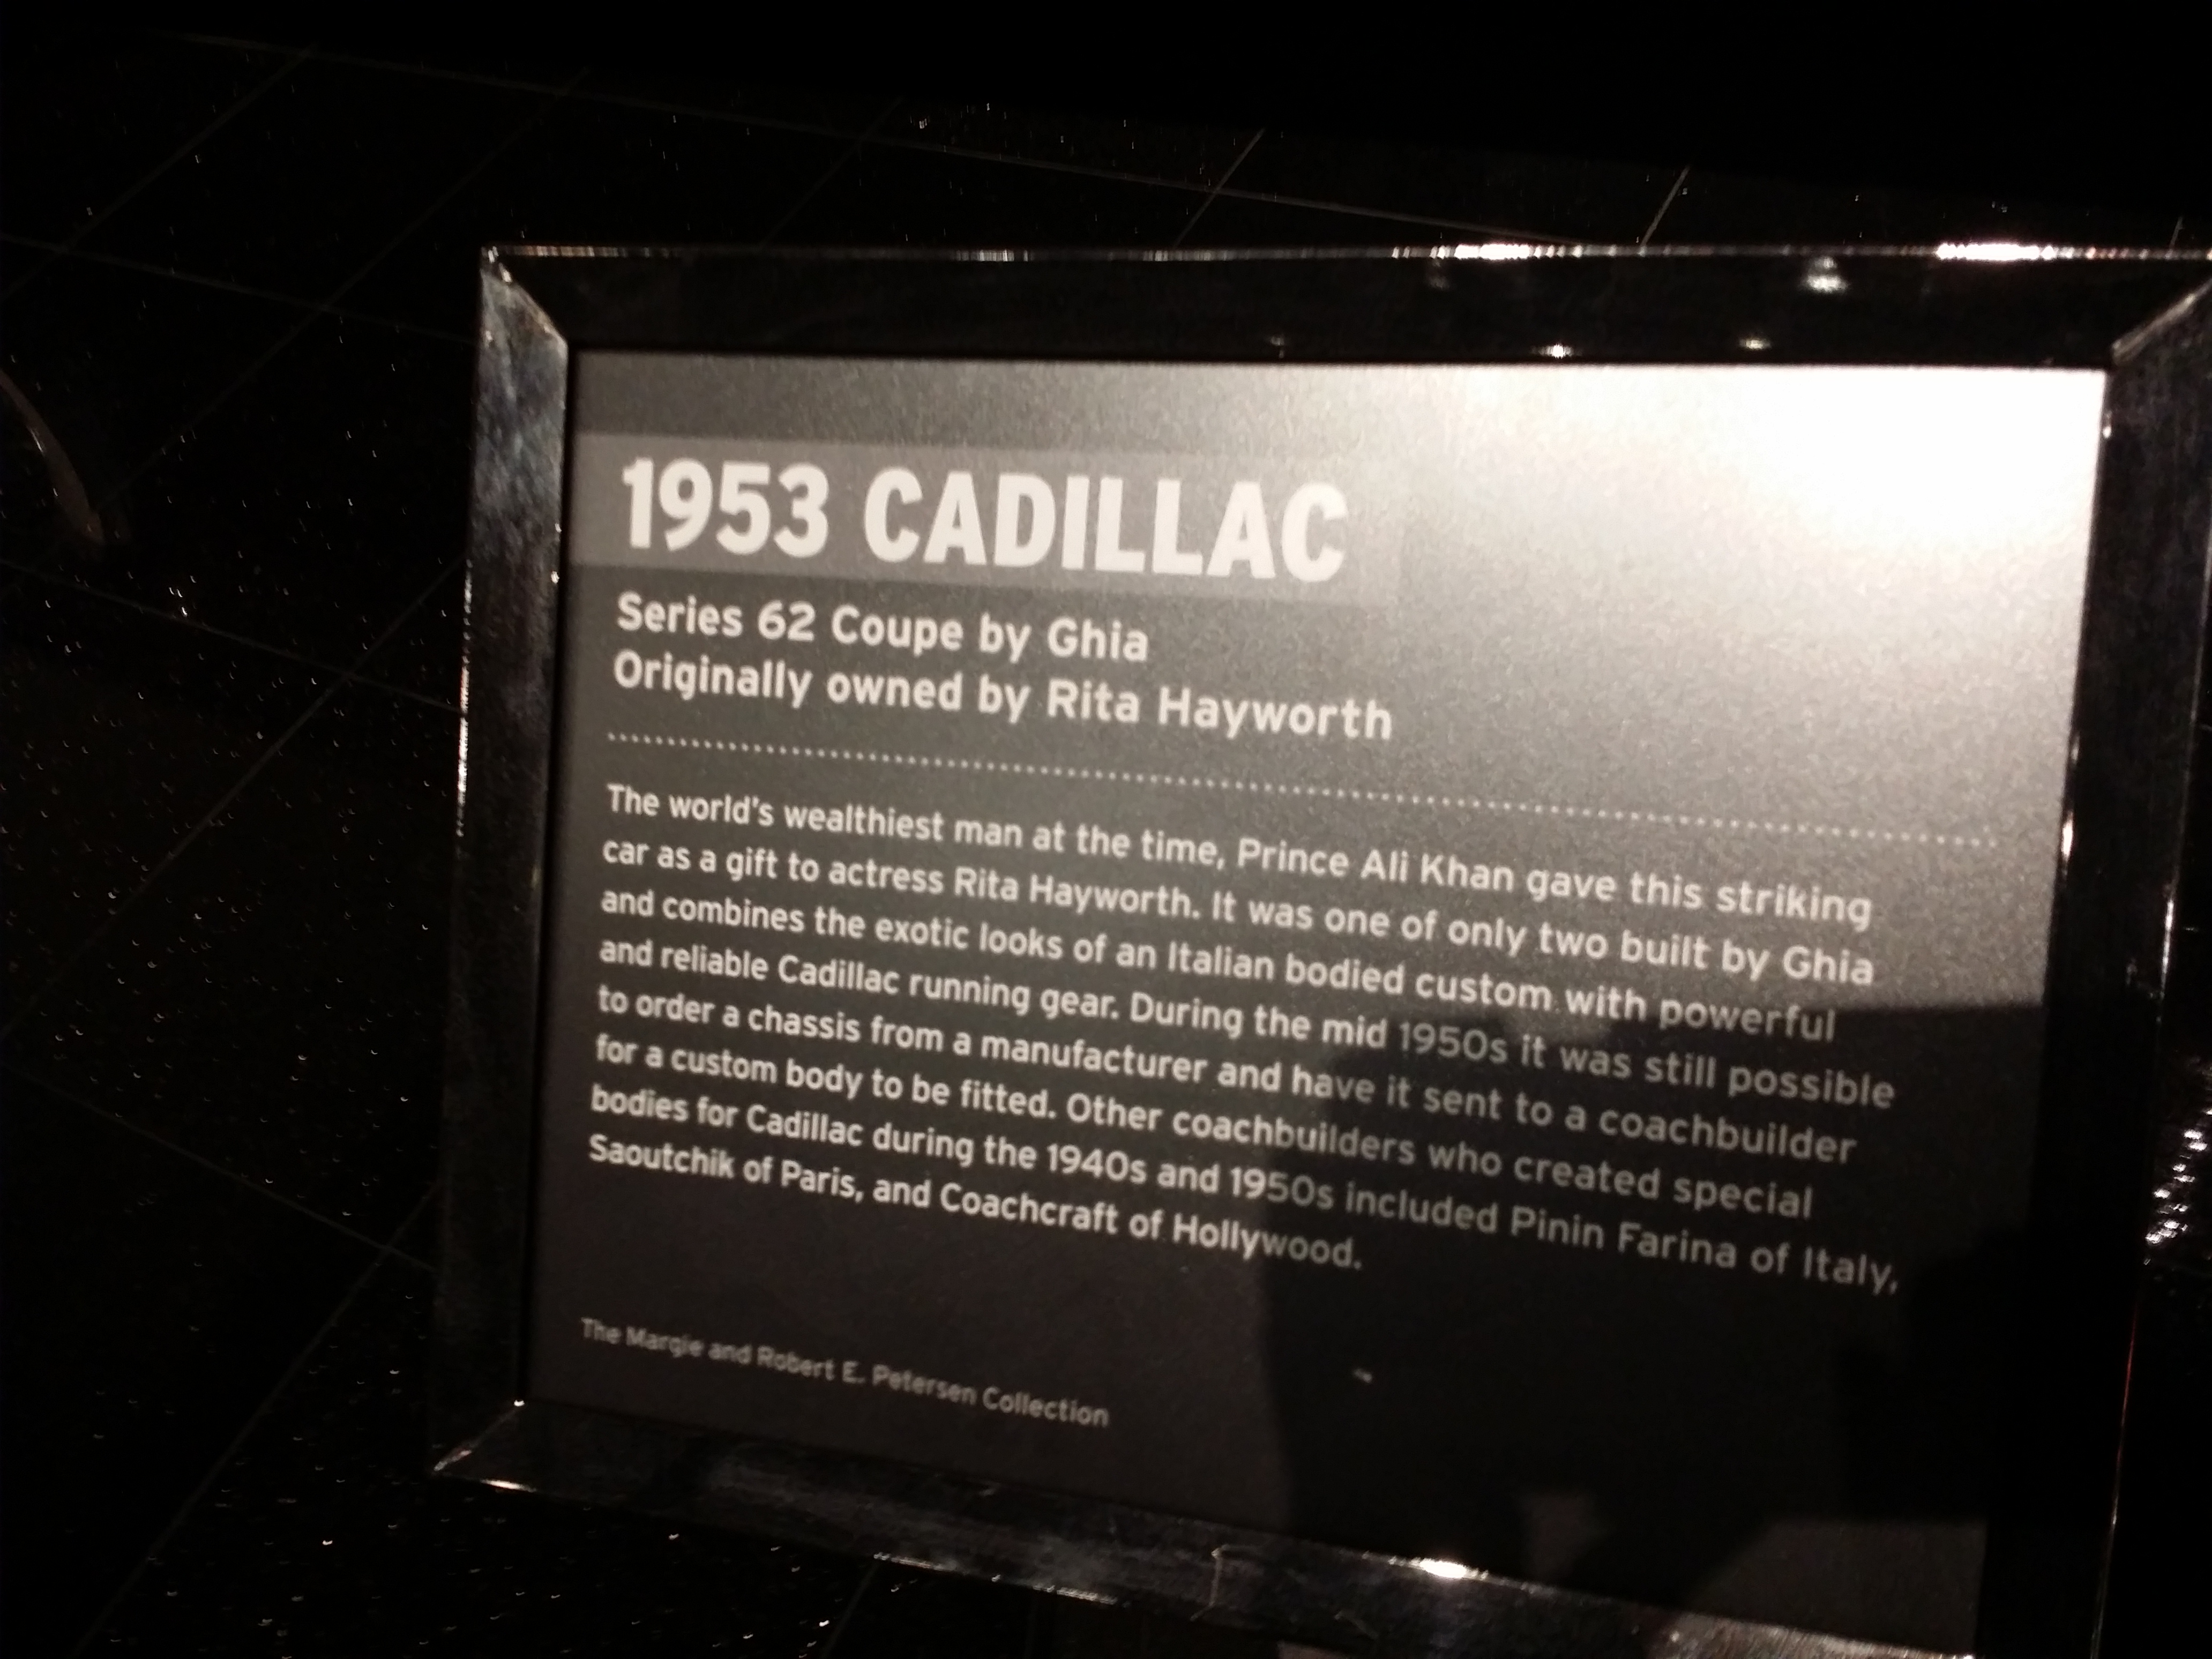 1953 CADILLAC
Series 62 Coupe by Ghia
Originally owned by Rita Hayworth
The world's wealthiest man at the time, Prince Ali Khan gave this striking
car as a gift to actress Rita Hayworth. It was one of only two built by Ghia
and combines the exotic looks of an Italian bodied custom with powerful
and reliable Cadillac running gear. During the mid 1950s it was still possible
to order a chassis from a manufacturer and have it sent to a coachbuilder
for a custom body to be fitted. Other coachbuilders who created special
bodies for Cadillac during the 1940s and 1950s included Pinin Farina of Italy,
Saoutchik of Paris, and Coachcraft of Hollywood.
The Margie and Robert E. Petersen Collection